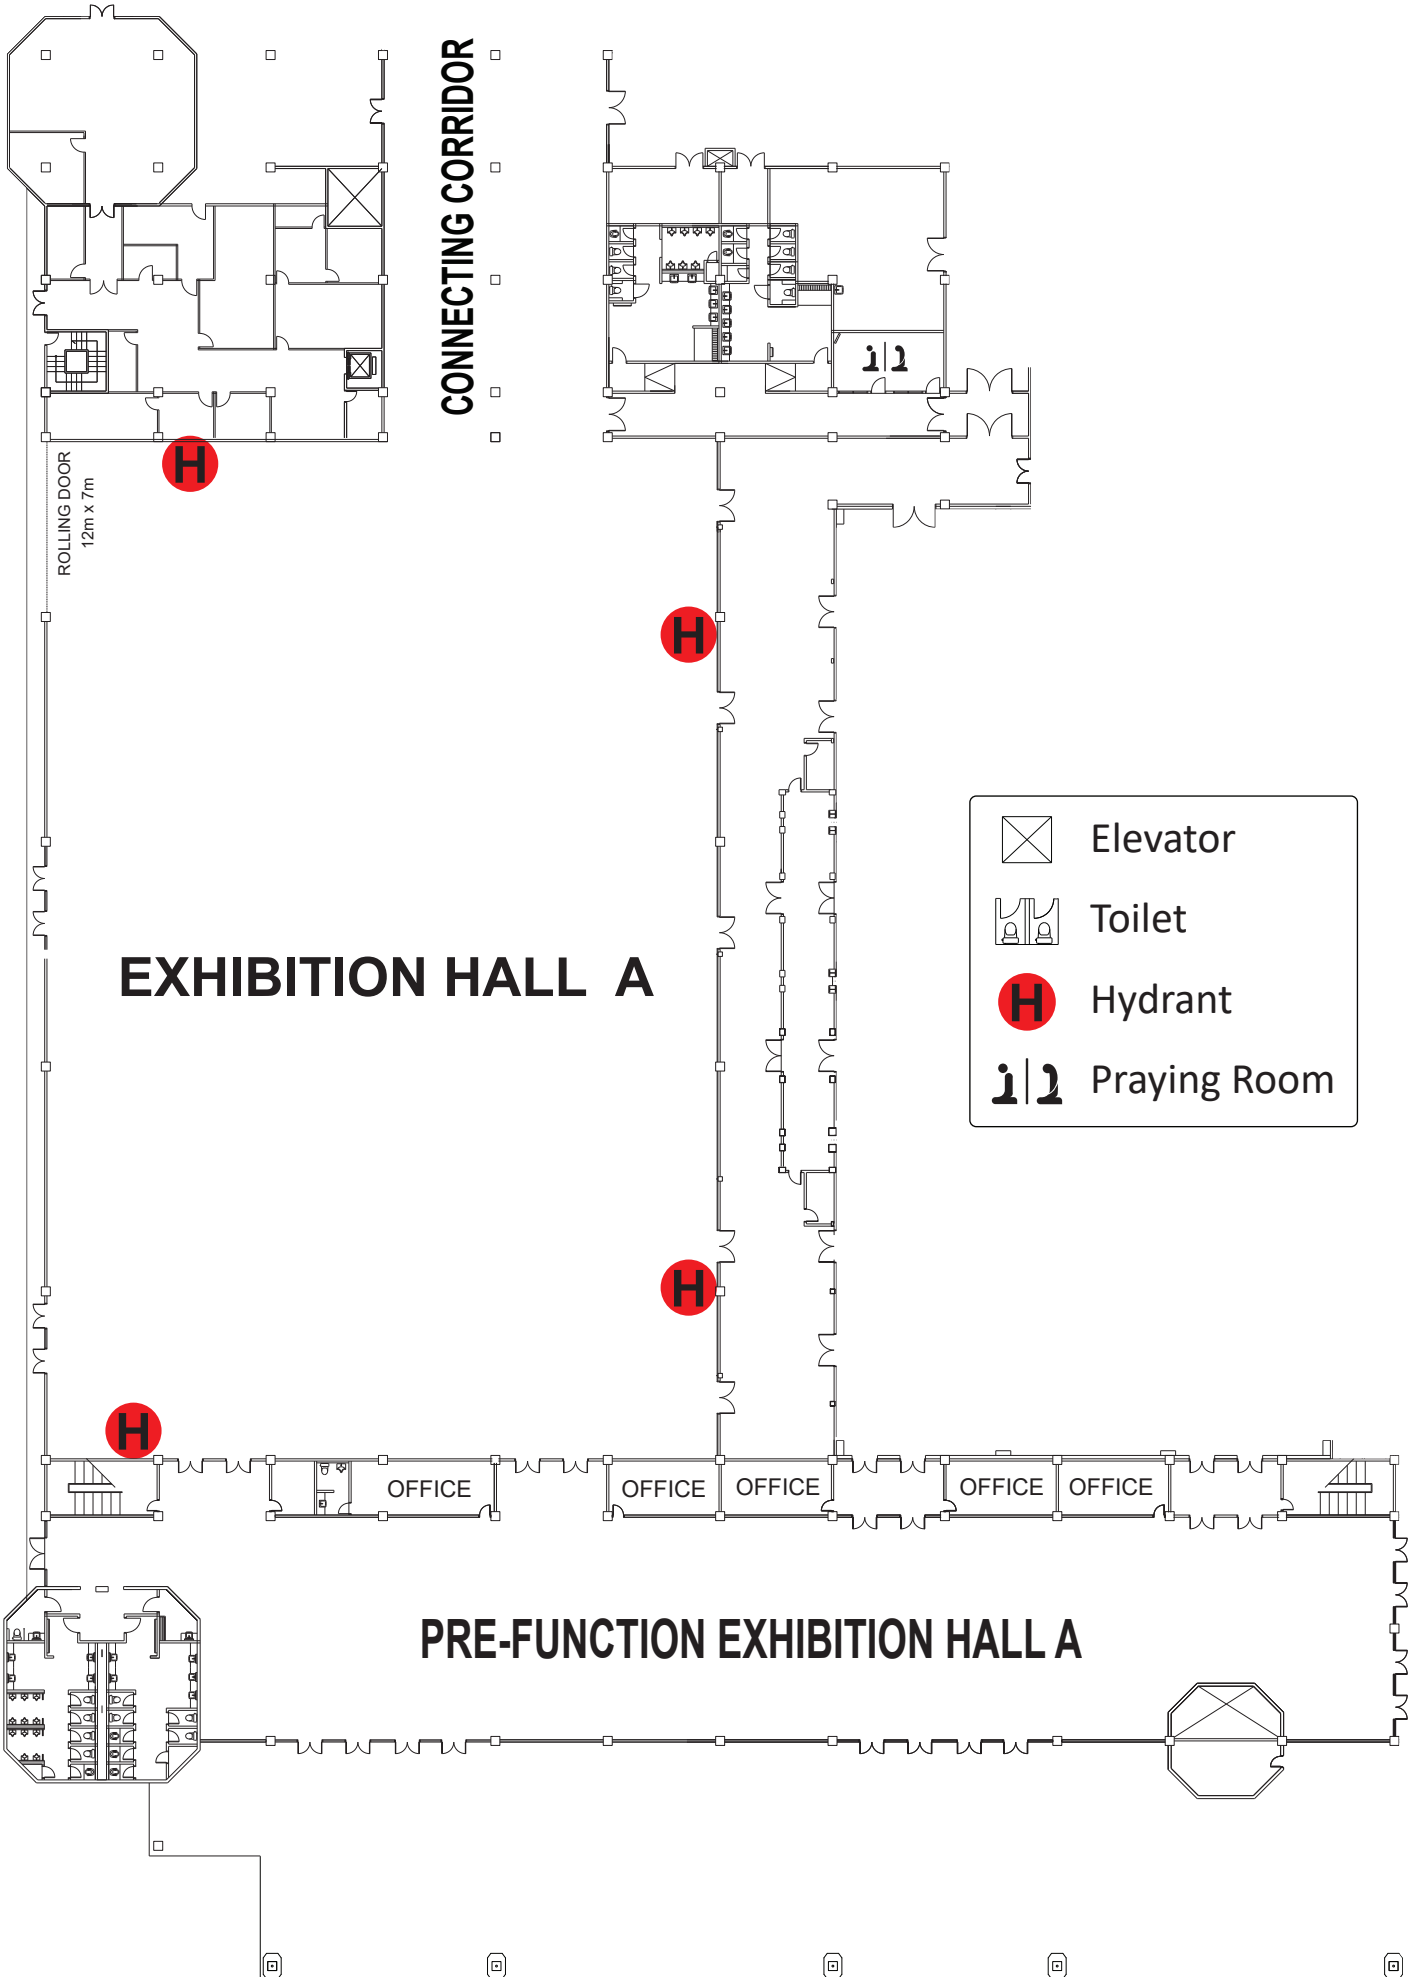 CONNECTING CORRIDOR
H
ROLLING DOOR
12m x 7m
H
Elevator
Toilet
H Hydrant
Praying Room
EXHIBITION HALL A
H
H
OFFICE
OFFICE
OFFICE
OFFICE
OFFICE
PRE-FUNCTION EXHIBITION HALL A